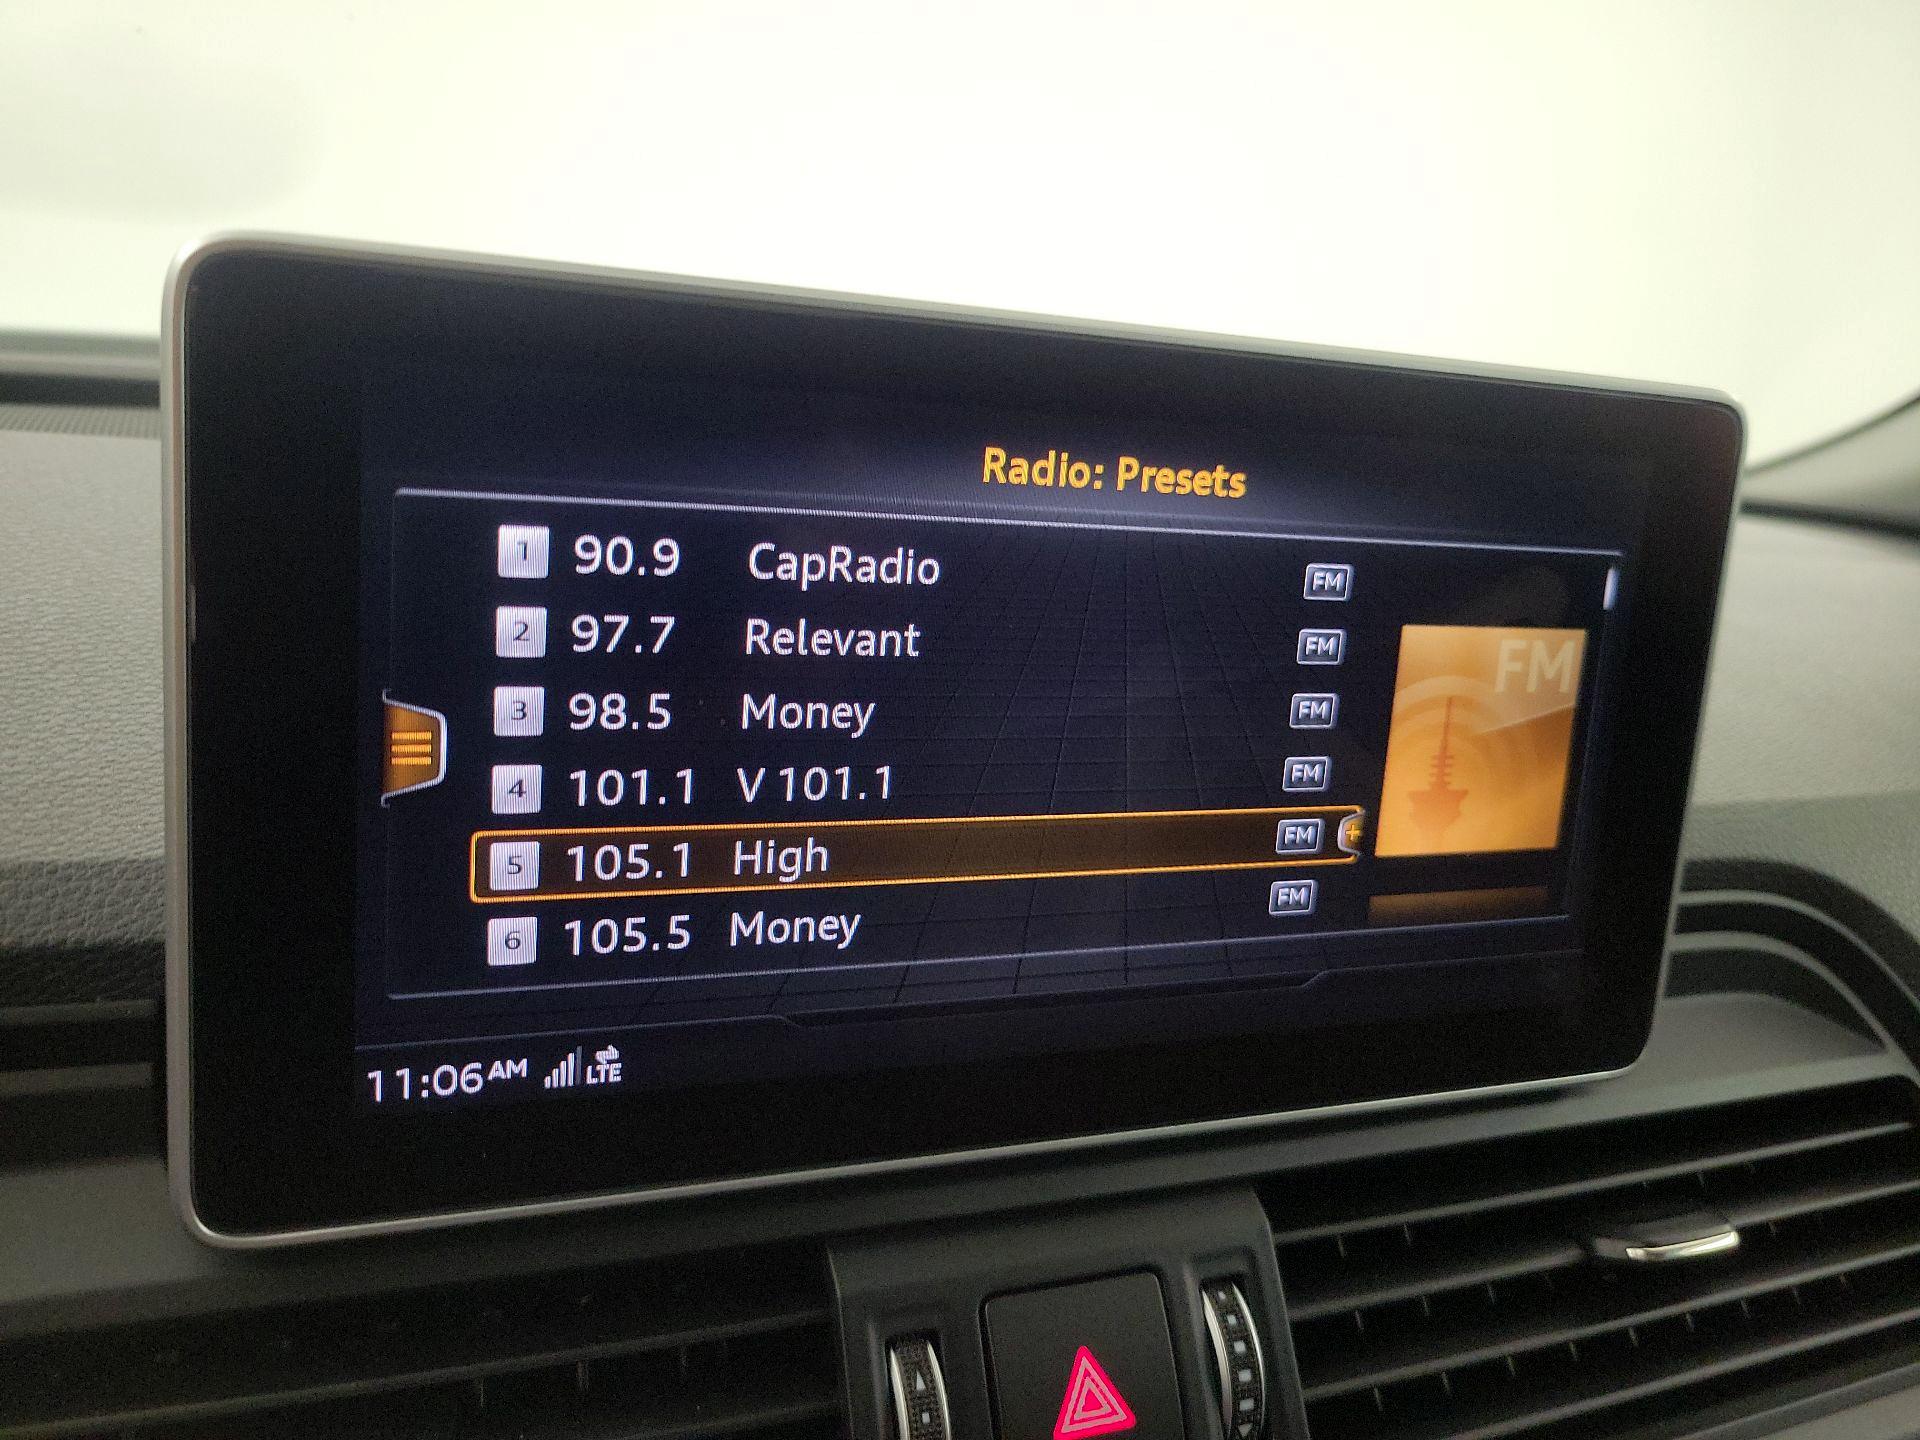 Radio: Presets
1 90.9 CapRadio FM
2 97.7 Relevant FM
3 98.5 Money FM
4 101.1 V 101.1 FM
5 105.1 High FM +
6 105.5 Money FM
FM
11:06 AM LTE